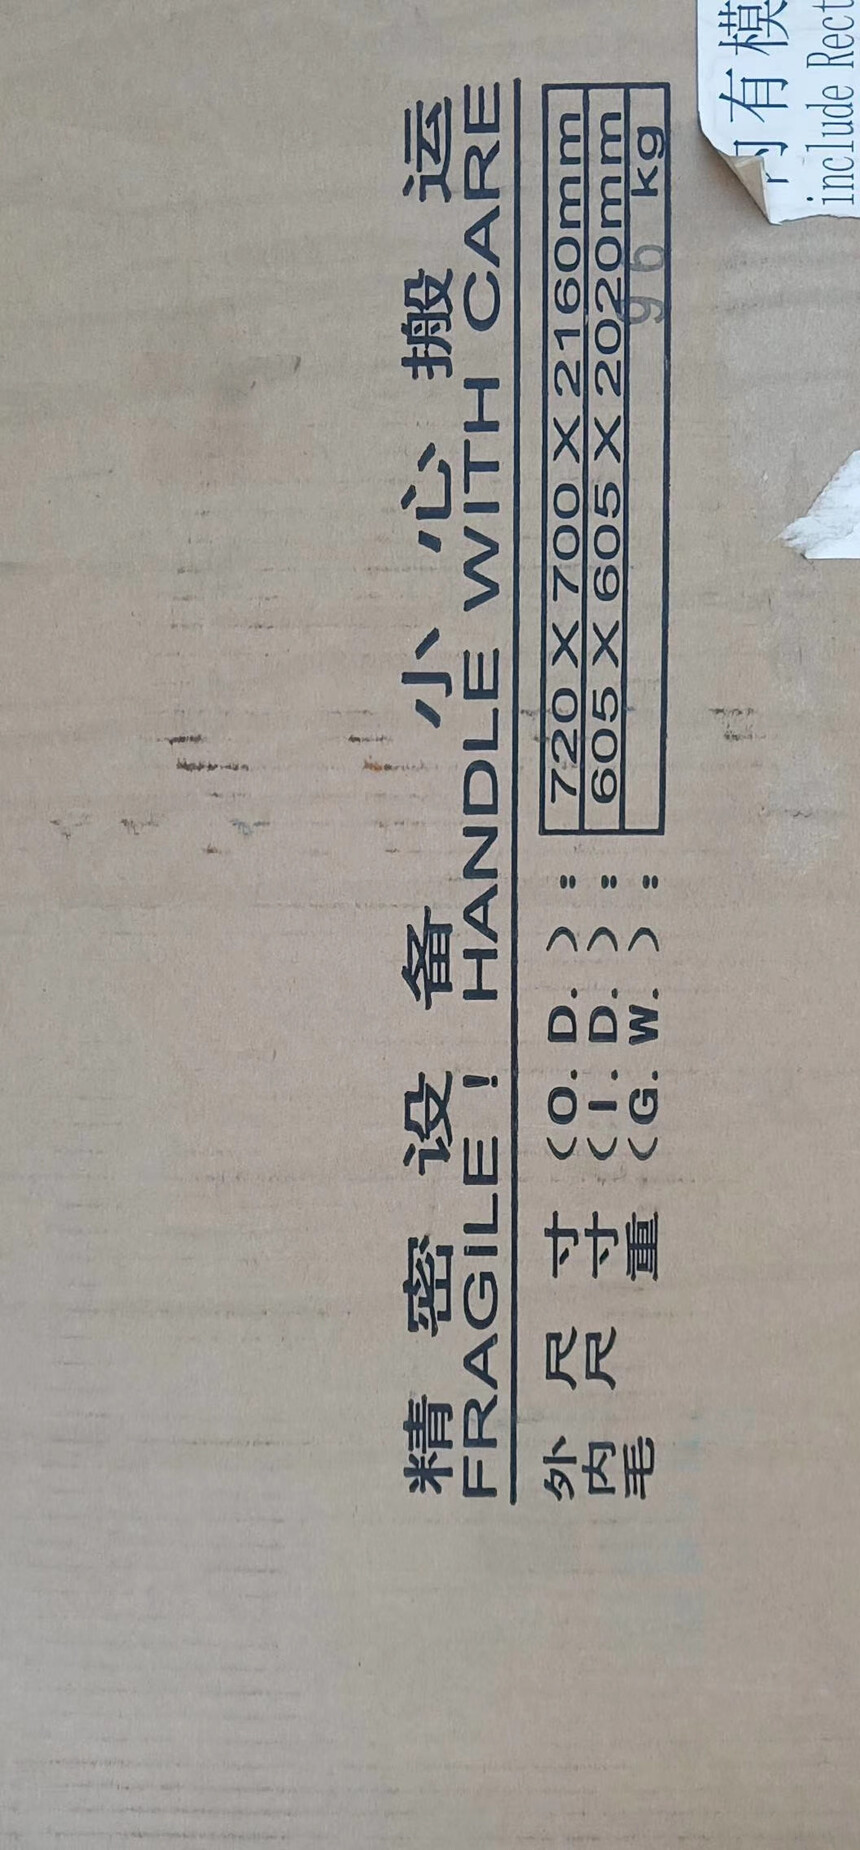 精密设备 小心搬运
FRAGILE! HANDLE WITH CARE
外尺寸(O.D.): 720 X 700 X 2160mm
内尺寸(I.D.): 605 X 605 X 2020mm
毛重(G.W.): 96 kg
内有模
include Rect